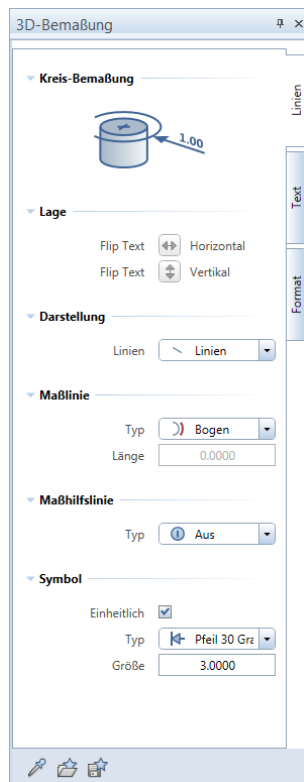 3D-Bemaßung
Kreis-Bemaßung
1.00
Lage
Flip Text Horizontal
Flip Text Vertikal
Darstellung
Linien Linien
Maßlinie
Typ Bogen
Länge 0.0000
Maßhilfslinie
Typ Aus
Symbol
Einheitlich
Typ Pfeil 30 Gra
Größe 3.0000
Linien
Text
Format